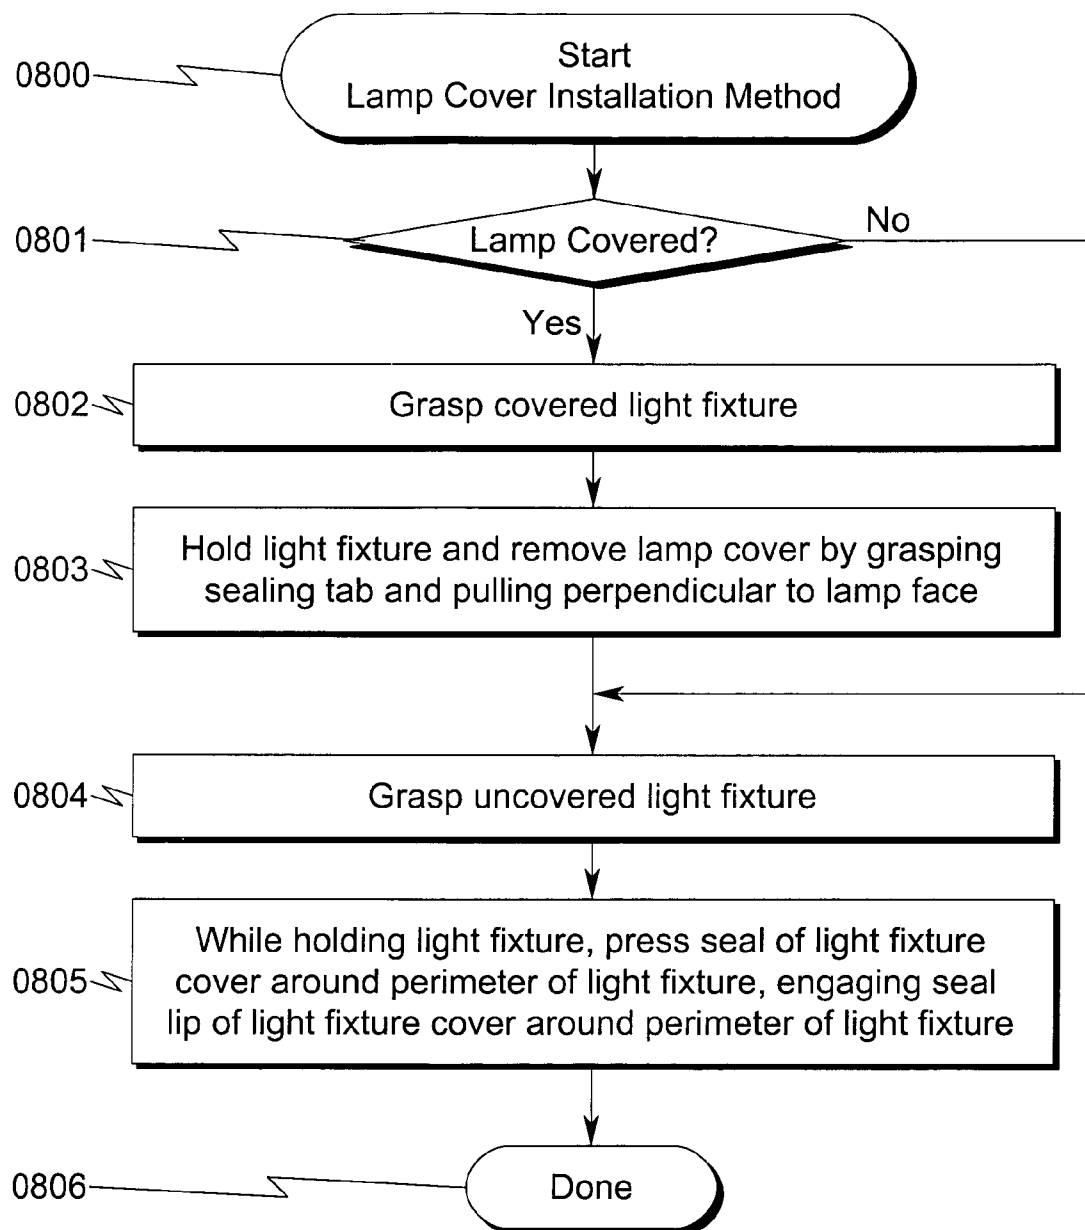 0800
Start
Lamp Cover Installation Method
0801
Lamp Covered?
No
Yes
0802
Grasp covered light fixture
0803
Hold light fixture and remove lamp cover by grasping
sealing tab and pulling perpendicular to lamp face
0804
Grasp uncovered light fixture
0805
While holding light fixture, press seal of light fixture
cover around perimeter of light fixture, engaging seal
lip of light fixture cover around perimeter of light fixture
0806
Done